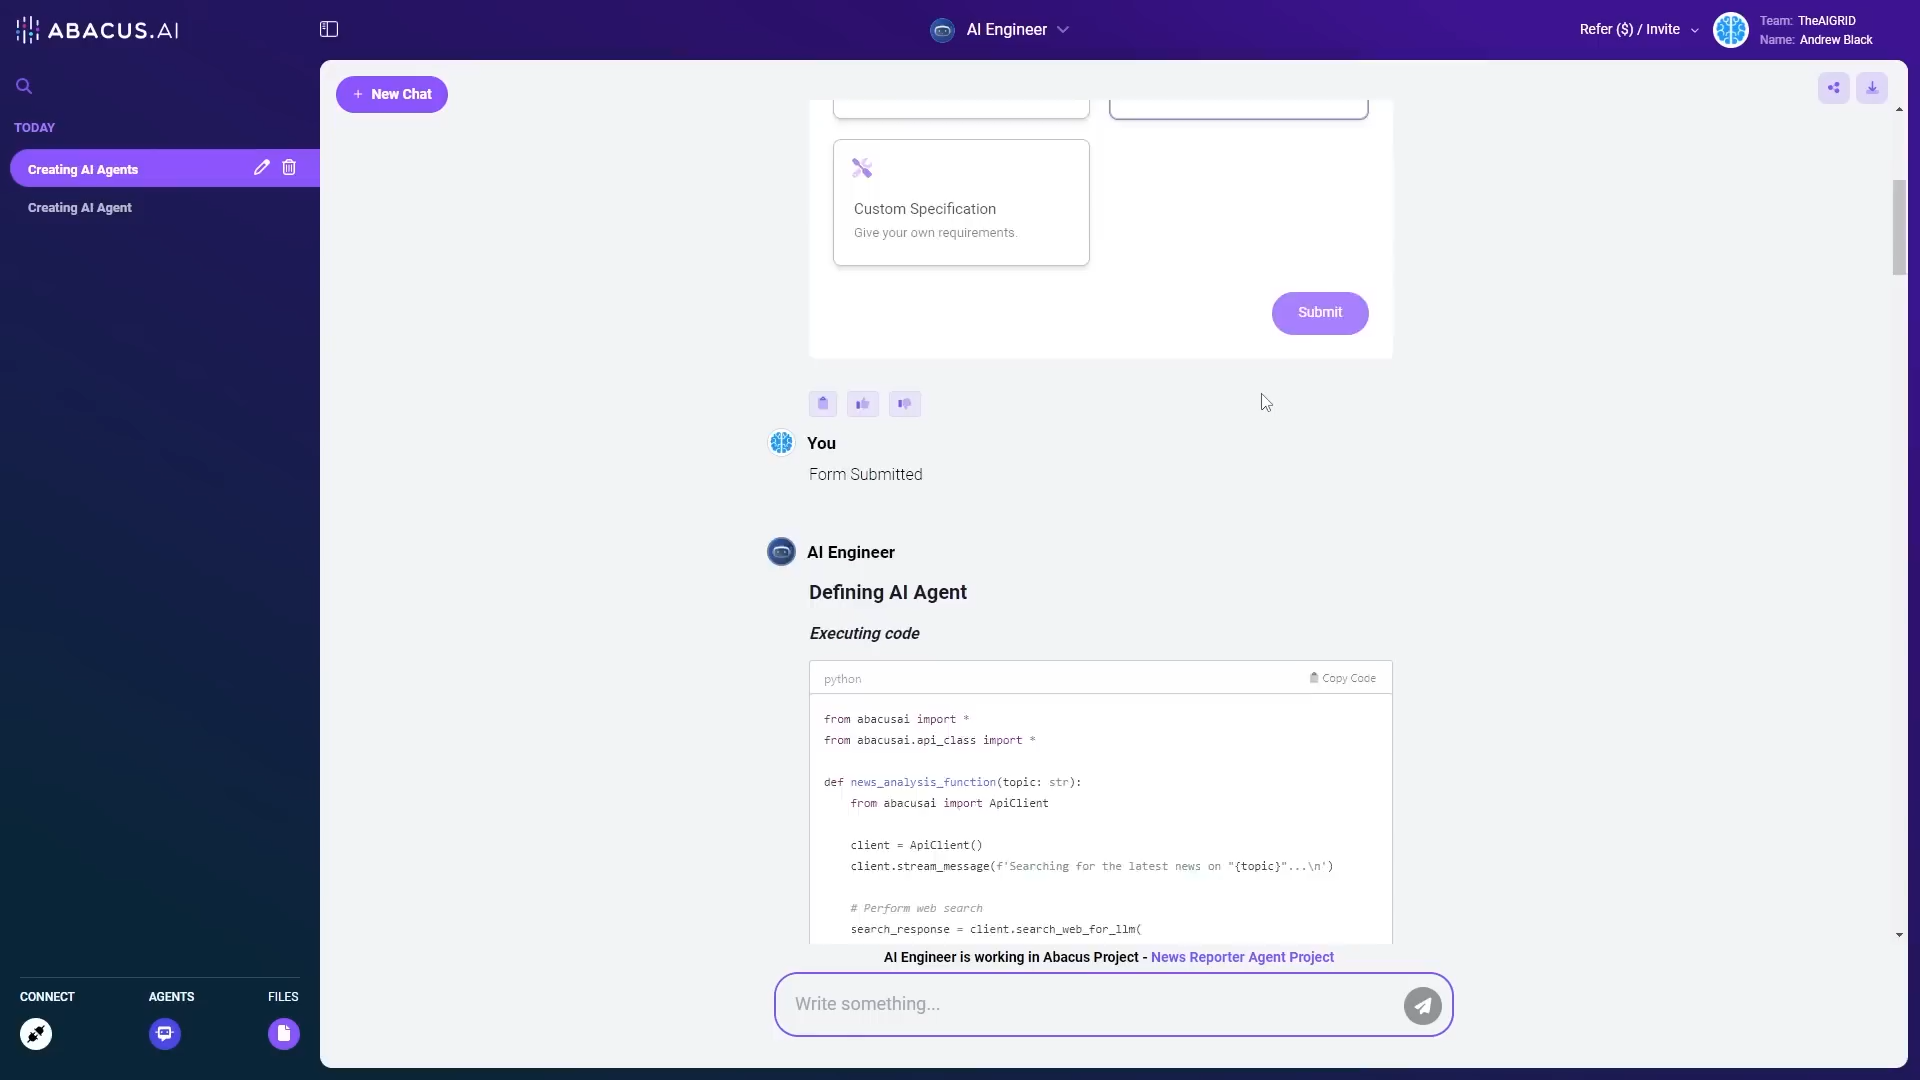 ABACUS.AI
AI Engineer
Refer ($) / Invite
Team: TheAIGRID
Name: Andrew Black
+ New Chat
TODAY
Creating AI Agents
Creating AI Agent
Custom Specification
Give your own requirements.
Submit
You
Form Submitted
AI Engineer
Defining AI Agent
Executing code
python
Copy Code
from abacusai import *
from abacusai.api_class import *
def news_analysis_function(topic: str):
from abacusai import ApiClient
client = ApiClient()
client.stream_message(f'Searching for the latest news on "{topic}"...\n')
# Perform web search
search_response = client.search_web_for_llm(
AI Engineer is working in Abacus Project - News Reporter Agent Project
Write something...
CONNECT
AGENTS
FILES